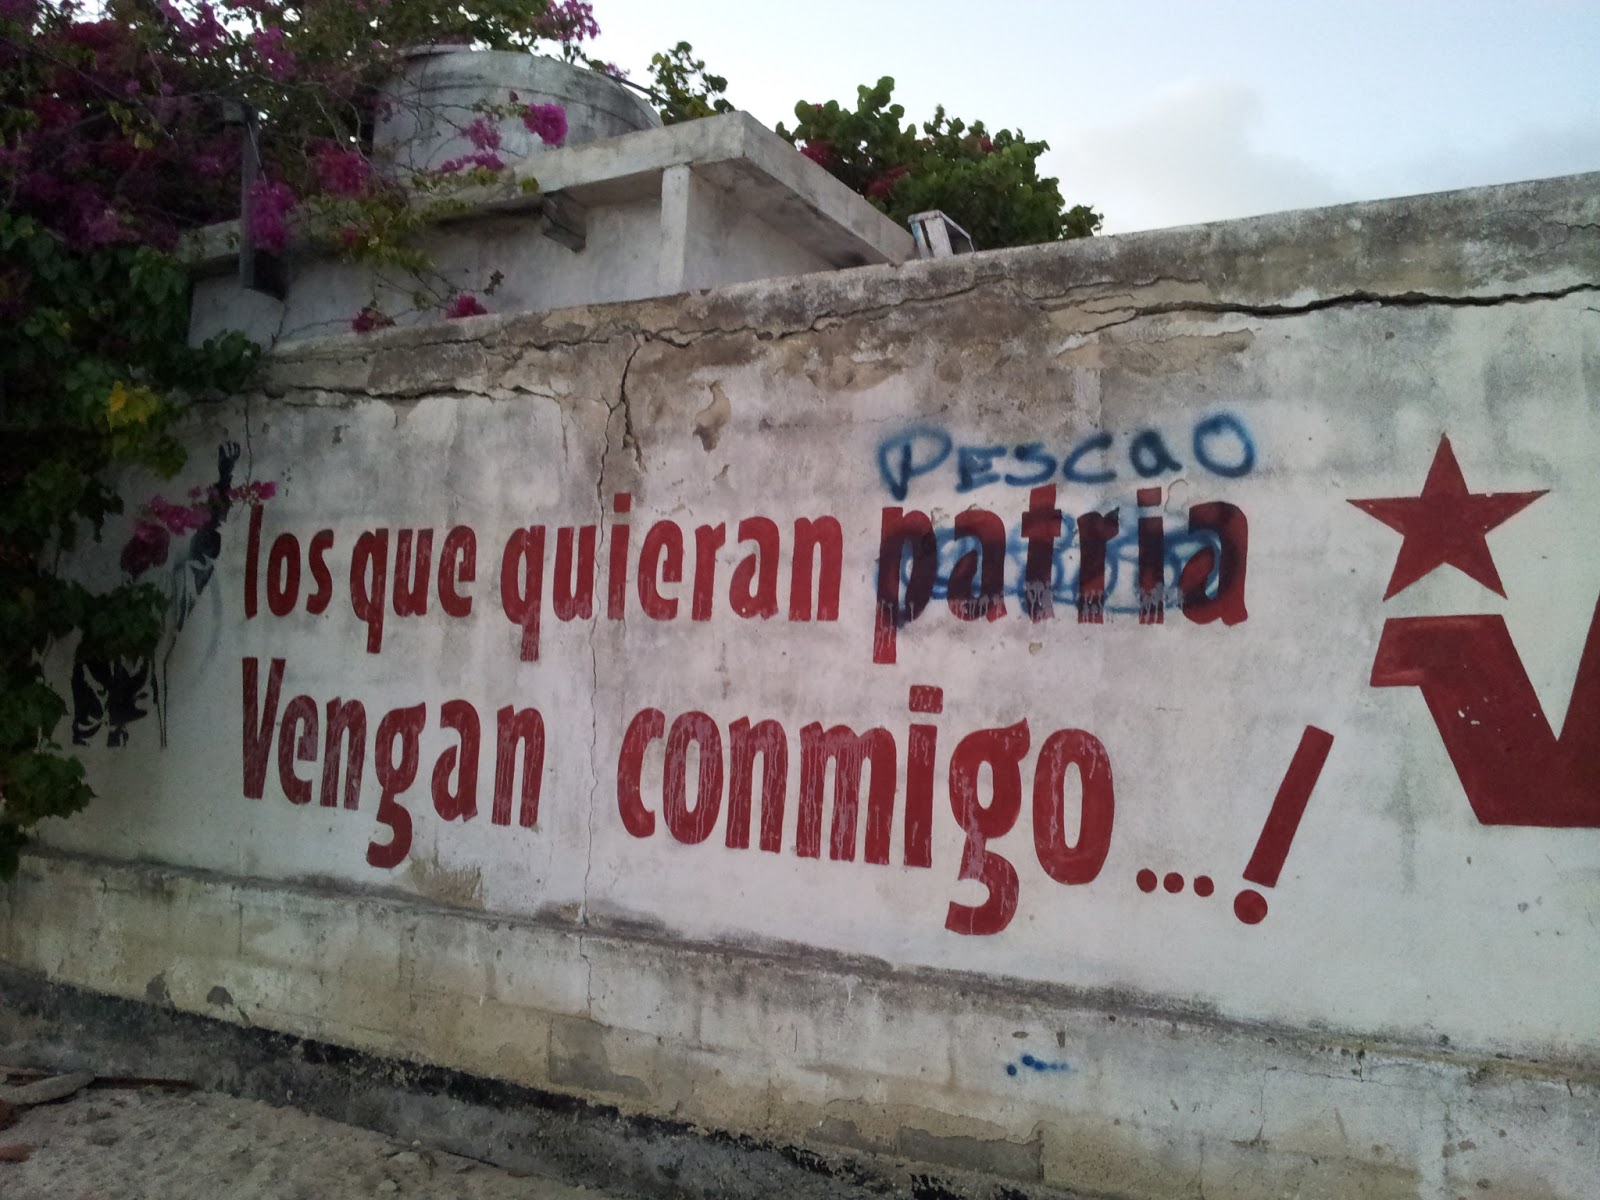 PESCaO
los que quieran patria
Vengan conmigo...!
V